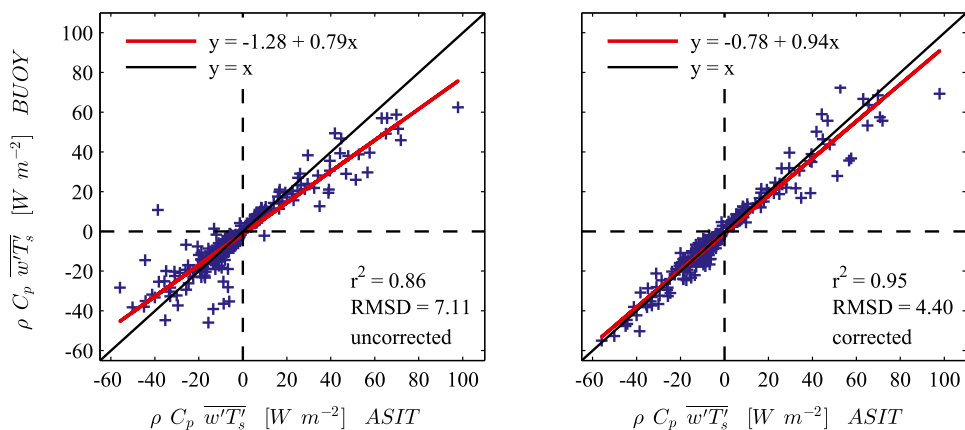 ρ C_p \overline{w'T'_s} [W m^{-2}] BUOY
100
80
60
40
20
0
-20
-40
-60
y = -1.28 + 0.79x
y = x
r² = 0.86
RMSD = 7.11
uncorrected
-60 -40 -20 0 20 40 60 80 100
ρ C_p \overline{w'T'_s} [W m^{-2}] ASIT
y = -0.78 + 0.94x
y = x
r² = 0.95
RMSD = 4.40
corrected
-60 -40 -20 0 20 40 60 80 100
ρ C_p \overline{w'T'_s} [W m^{-2}] ASIT